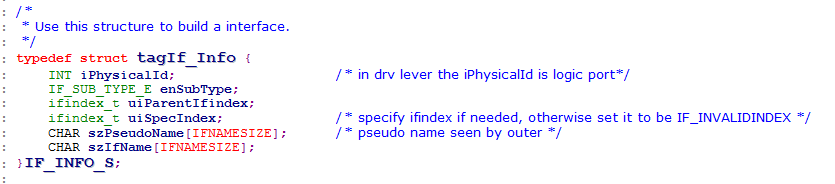 : /*
:  * Use this structure to build a interface.
:  */
: typedef struct tagIf_Info {
:     INT iPhysicalId;                    /* in drv lever the iPhysicalId is logic port*/
:     IF_SUB_TYPE_E enSubType;
:     ifindex_t uiParentIfindex;
:     ifindex_t uiSpecIndex;              /* specify ifindex if needed, otherwise set it to be IF_INVALIDINDEX */
:     CHAR szPseudoName[IFNAMESIZE];      /* pseudo name seen by outer */
:     CHAR szIfName[IFNAMESIZE];
: }IF_INFO_S;
: